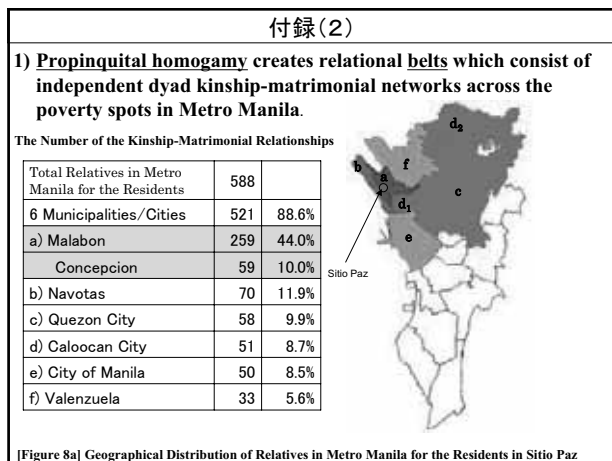 付録(2)
1) Propinquital homogamy creates relational belts which consist of
independent dyad kinship-matrimonial networks across the
poverty spots in Metro Manila.
The Number of the Kinship-Matrimonial Relationships
Total Relatives in Metro
Manila for the Residents 588
6 Municipalities/Cities 521 88.6%
a) Malabon 259 44.0%
Concepcion 59 10.0%
b) Navotas 70 11.9%
c) Quezon City 58 9.9%
d) Caloocan City 51 8.7%
e) City of Manila 50 8.5%
f) Valenzuela 33 5.6%
d2
f
b
a
c
d1
e
Sitio Paz
[Figure 8a] Geographical Distribution of Relatives in Metro Manila for the Residents in Sitio Paz